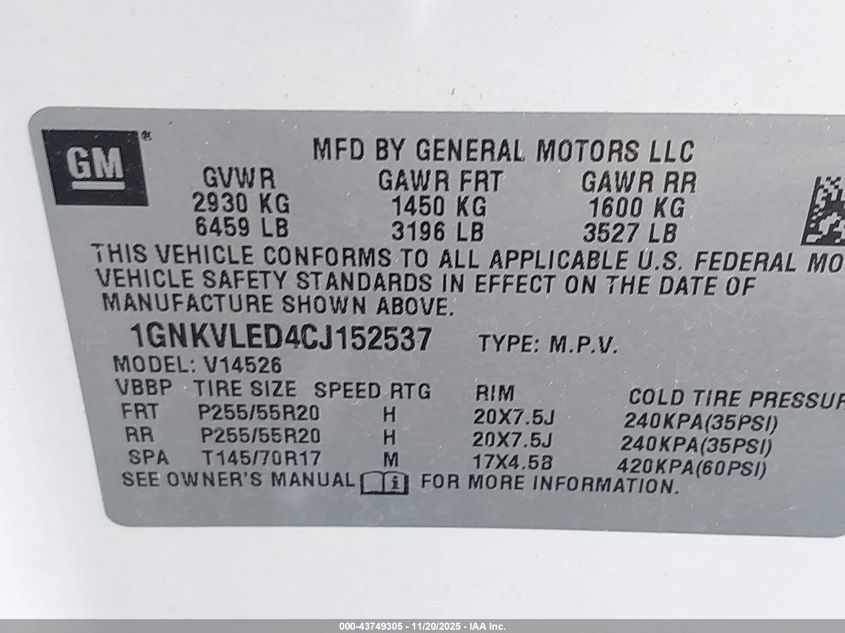 GM®
MFD BY GENERAL MOTORS LLC
GVWR GAWR FRT GAWR RR
2930 KG 1450 KG 1600 KG
6459 LB 3196 LB 3527 LB
THIS VEHICLE CONFORMS TO ALL APPLICABLE U.S. FEDERAL MO
VEHICLE SAFETY STANDARDS IN EFFECT ON THE DATE OF
MANUFACTURE SHOWN ABOVE.
1GNKVLED4CJ152537 TYPE: M.P.V.
MODEL: V14526
VBBP TIRE SIZE SPEED RTG RIM COLD TIRE PRESSUR
FRT P255/55R20 H 20X7.5J 240KPA(35PSI)
RR P255/55R20 H 20X7.5J 240KPA(35PSI)
SPA T145/70R17 M 17X4.5B 420KPA(60PSI)
SEE OWNER'S MANUAL i FOR MORE INFORMATION.
000-43749305 - 11/20/2025 - IAA Inc.